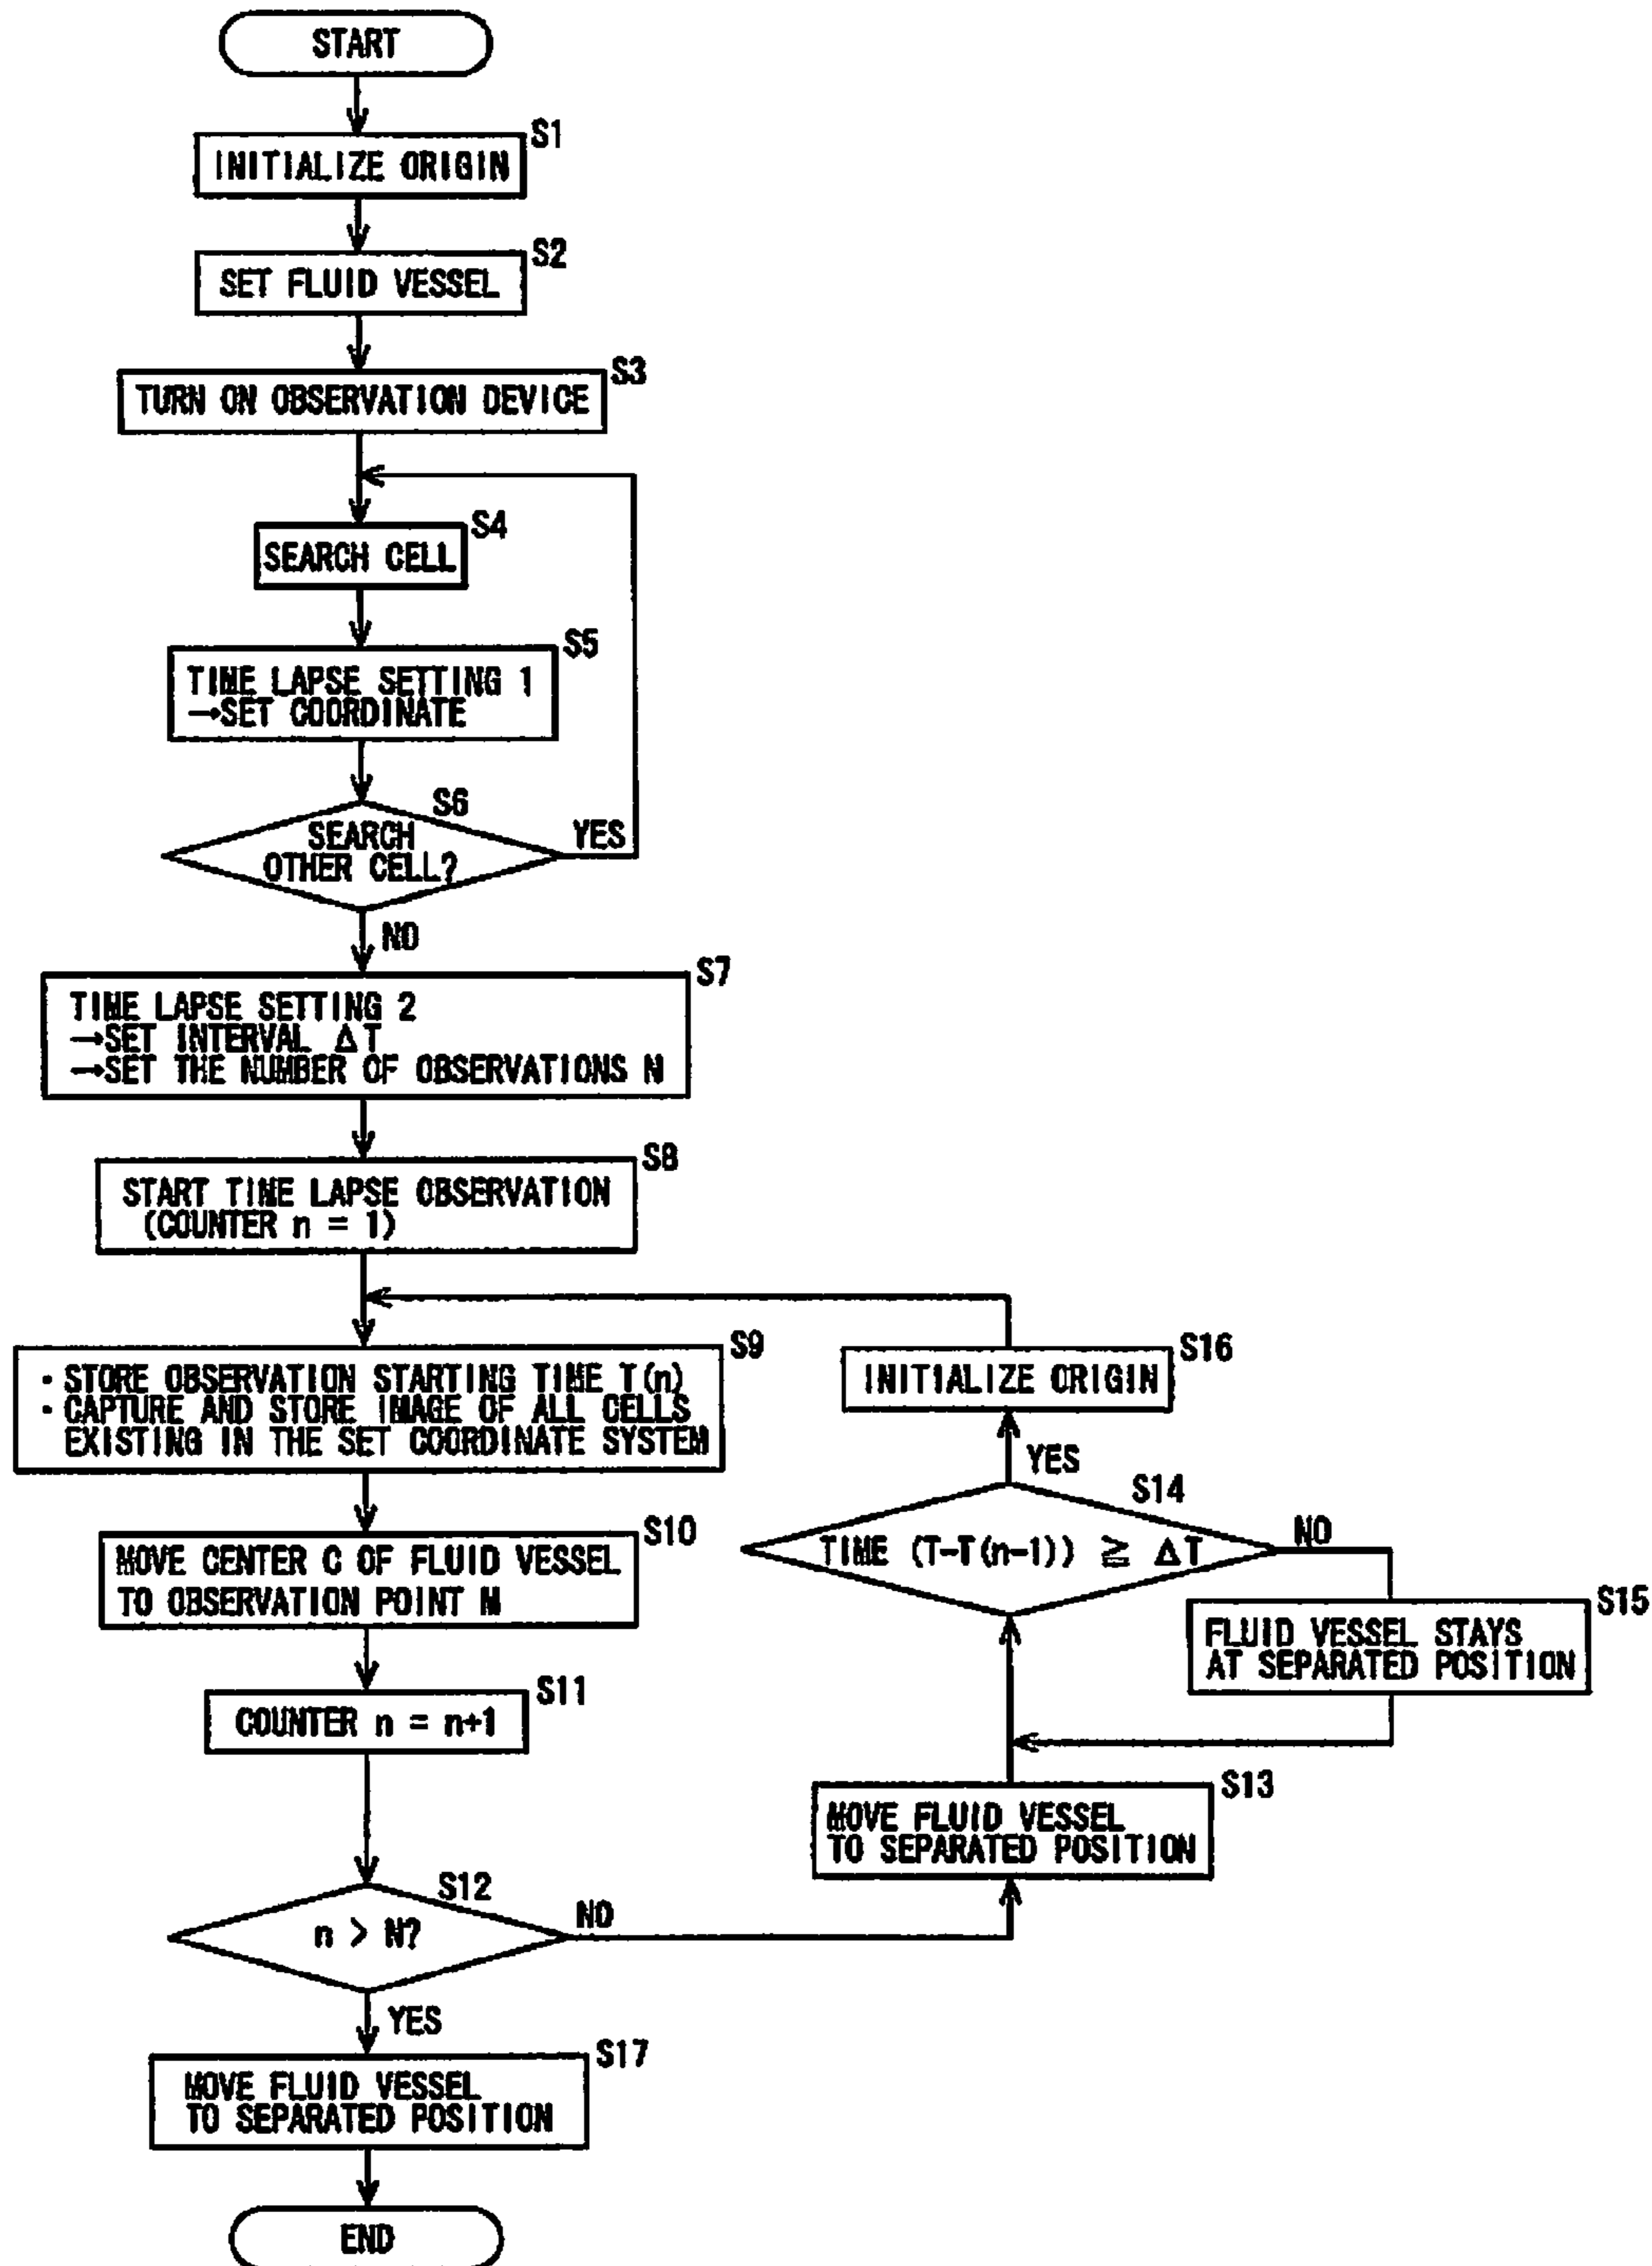 START
S1
INITIALIZE ORIGIN
S2
SET FLUID VESSEL
S3
TURN ON OBSERVATION DEVICE
S4
SEARCH CELL
S5
TIME LAPSE SETTING 1
→SET COORDINATE
S6
SEARCH
OTHER CELL?
YES
NO
S7
TIME LAPSE SETTING 2
→SET INTERVAL ΔT
→SET THE NUMBER OF OBSERVATIONS N
S8
START TIME LAPSE OBSERVATION
(COUNTER n = 1)
S9
・STORE OBSERVATION STARTING TIME T(n)
・CAPTURE AND STORE IMAGE OF ALL CELLS
EXISTING IN THE SET COORDINATE SYSTEM
S10
MOVE CENTER C OF FLUID VESSEL
TO OBSERVATION POINT M
S11
COUNTER n = n+1
S12
n > N?
NO
YES
S13
MOVE FLUID VESSEL
TO SEPARATED POSITION
S14
TIME (T-T(n-1)) ≧ ΔT
NO
YES
S15
FLUID VESSEL STAYS
AT SEPARATED POSITION
S16
INITIALIZE ORIGIN
S17
MOVE FLUID VESSEL
TO SEPARATED POSITION
END